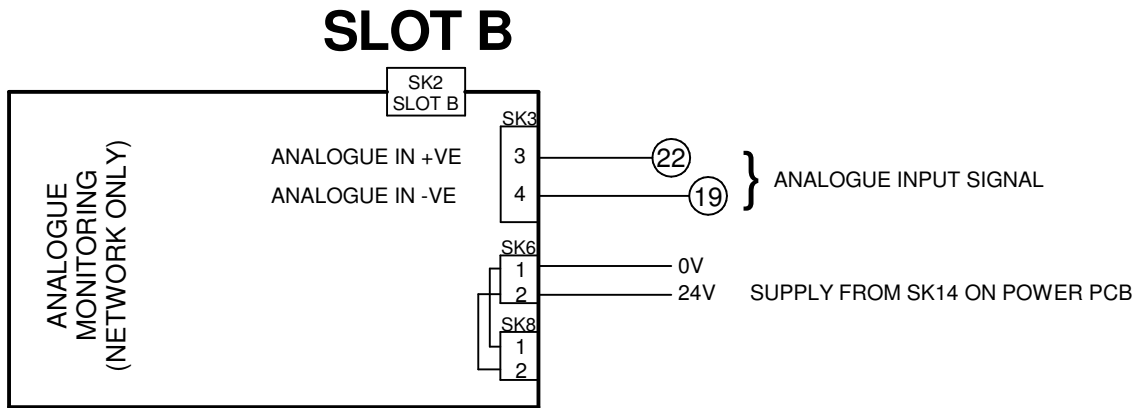 SLOT B
SK2
SLOT B
SK3
ANALOGUE IN +VE
3
22
ANALOGUE IN -VE
4
19
} ANALOGUE INPUT SIGNAL
SK6
1
0V
2
24V
SUPPLY FROM SK14 ON POWER PCB
SK8
1
2
ANALOGUE
MONITORING
(NETWORK ONLY)